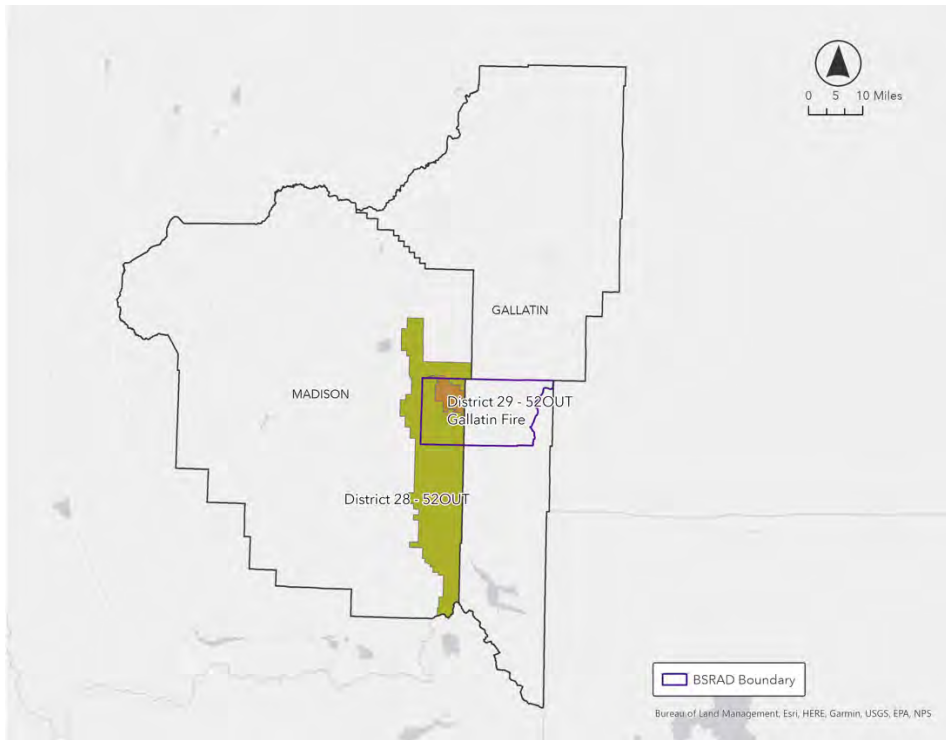 0 5 10 Miles
GALLATIN
MADISON
District 29 - 52OUT
Gallatin Fire
District 28 - 52OUT
BSRAD Boundary
Bureau of Land Management, Esri, HERE, Garmin, USGS, EPA, NPS